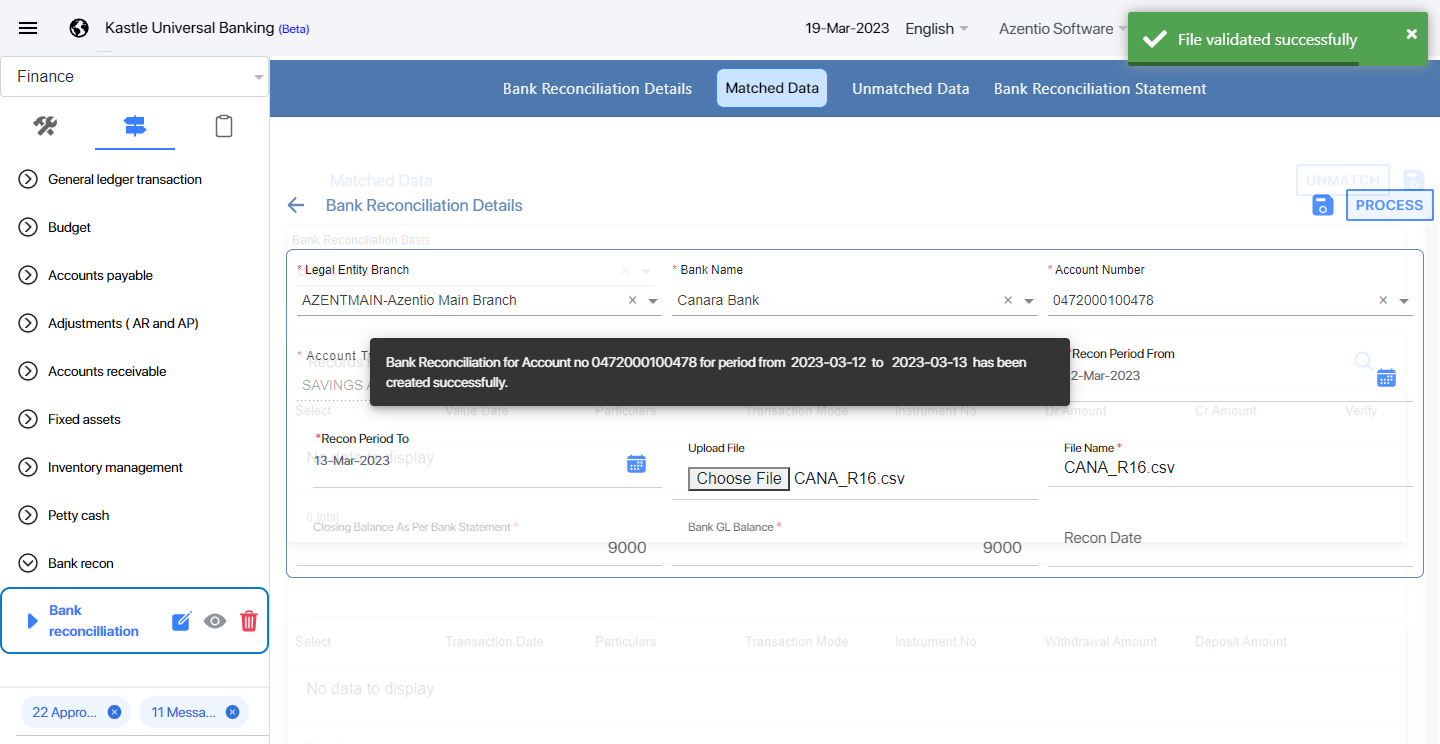 Kastle Universal Banking (Beta)
19-Mar-2023
English
Azentio Software
File validated successfully
Finance
Bank Reconciliation Details
Matched Data
Unmatched Data
Bank Reconciliation Statement
General ledger transaction
Budget
Accounts payable
Adjustments ( AR and AP)
Accounts receivable
Fixed assets
Inventory management
Petty cash
Bank recon
Bank
reconcilliation
22 Appro...
11 Messa...
Matched Data
UNMATCH
Bank Reconciliation Details
PROCESS
Bank Reconciliation Basis
* Legal Entity Branch
* Bank Name
* Account Number
AZENTMAIN-Azentio Main Branch
Canara Bank
0472000100478
* Account T
Records
SAVINGS A
Bank Reconciliation for Account no 0472000100478 for period from 2023-03-12 to 2023-03-13 has been
created successfully.
*Recon Period From
2-Mar-2023
Select
Value Date
Particulars
Transaction Mode
Instrument No
Dr.Amount
Cr.Amount
Verify
*Recon Period To
13-Mar-2023
No data to display
Upload File
Choose File CANA_R16.csv
File Name *
CANA_R16.csv
0 total
Closing Balance As Per Bank Statement *
9000
Bank GL Balance *
9000
Recon Date
Select
Transaction Date
Particulars
Transaction Mode
Instrument No
Withdrawal Amount
Deposit Amount
No data to display